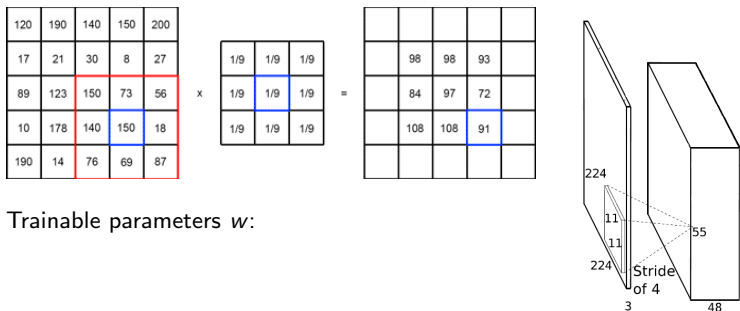 120 190 140 150 200
17 21 30 8 27
89 123 150 73 56
10 178 140 150 18
190 14 76 69 87
x
1/9 1/9 1/9
1/9 1/9 1/9
1/9 1/9 1/9
=
98 98 93
84 97 72
108 108 91
Trainable parameters w:
224
11
11
224
Stride
of 4
3
55
48